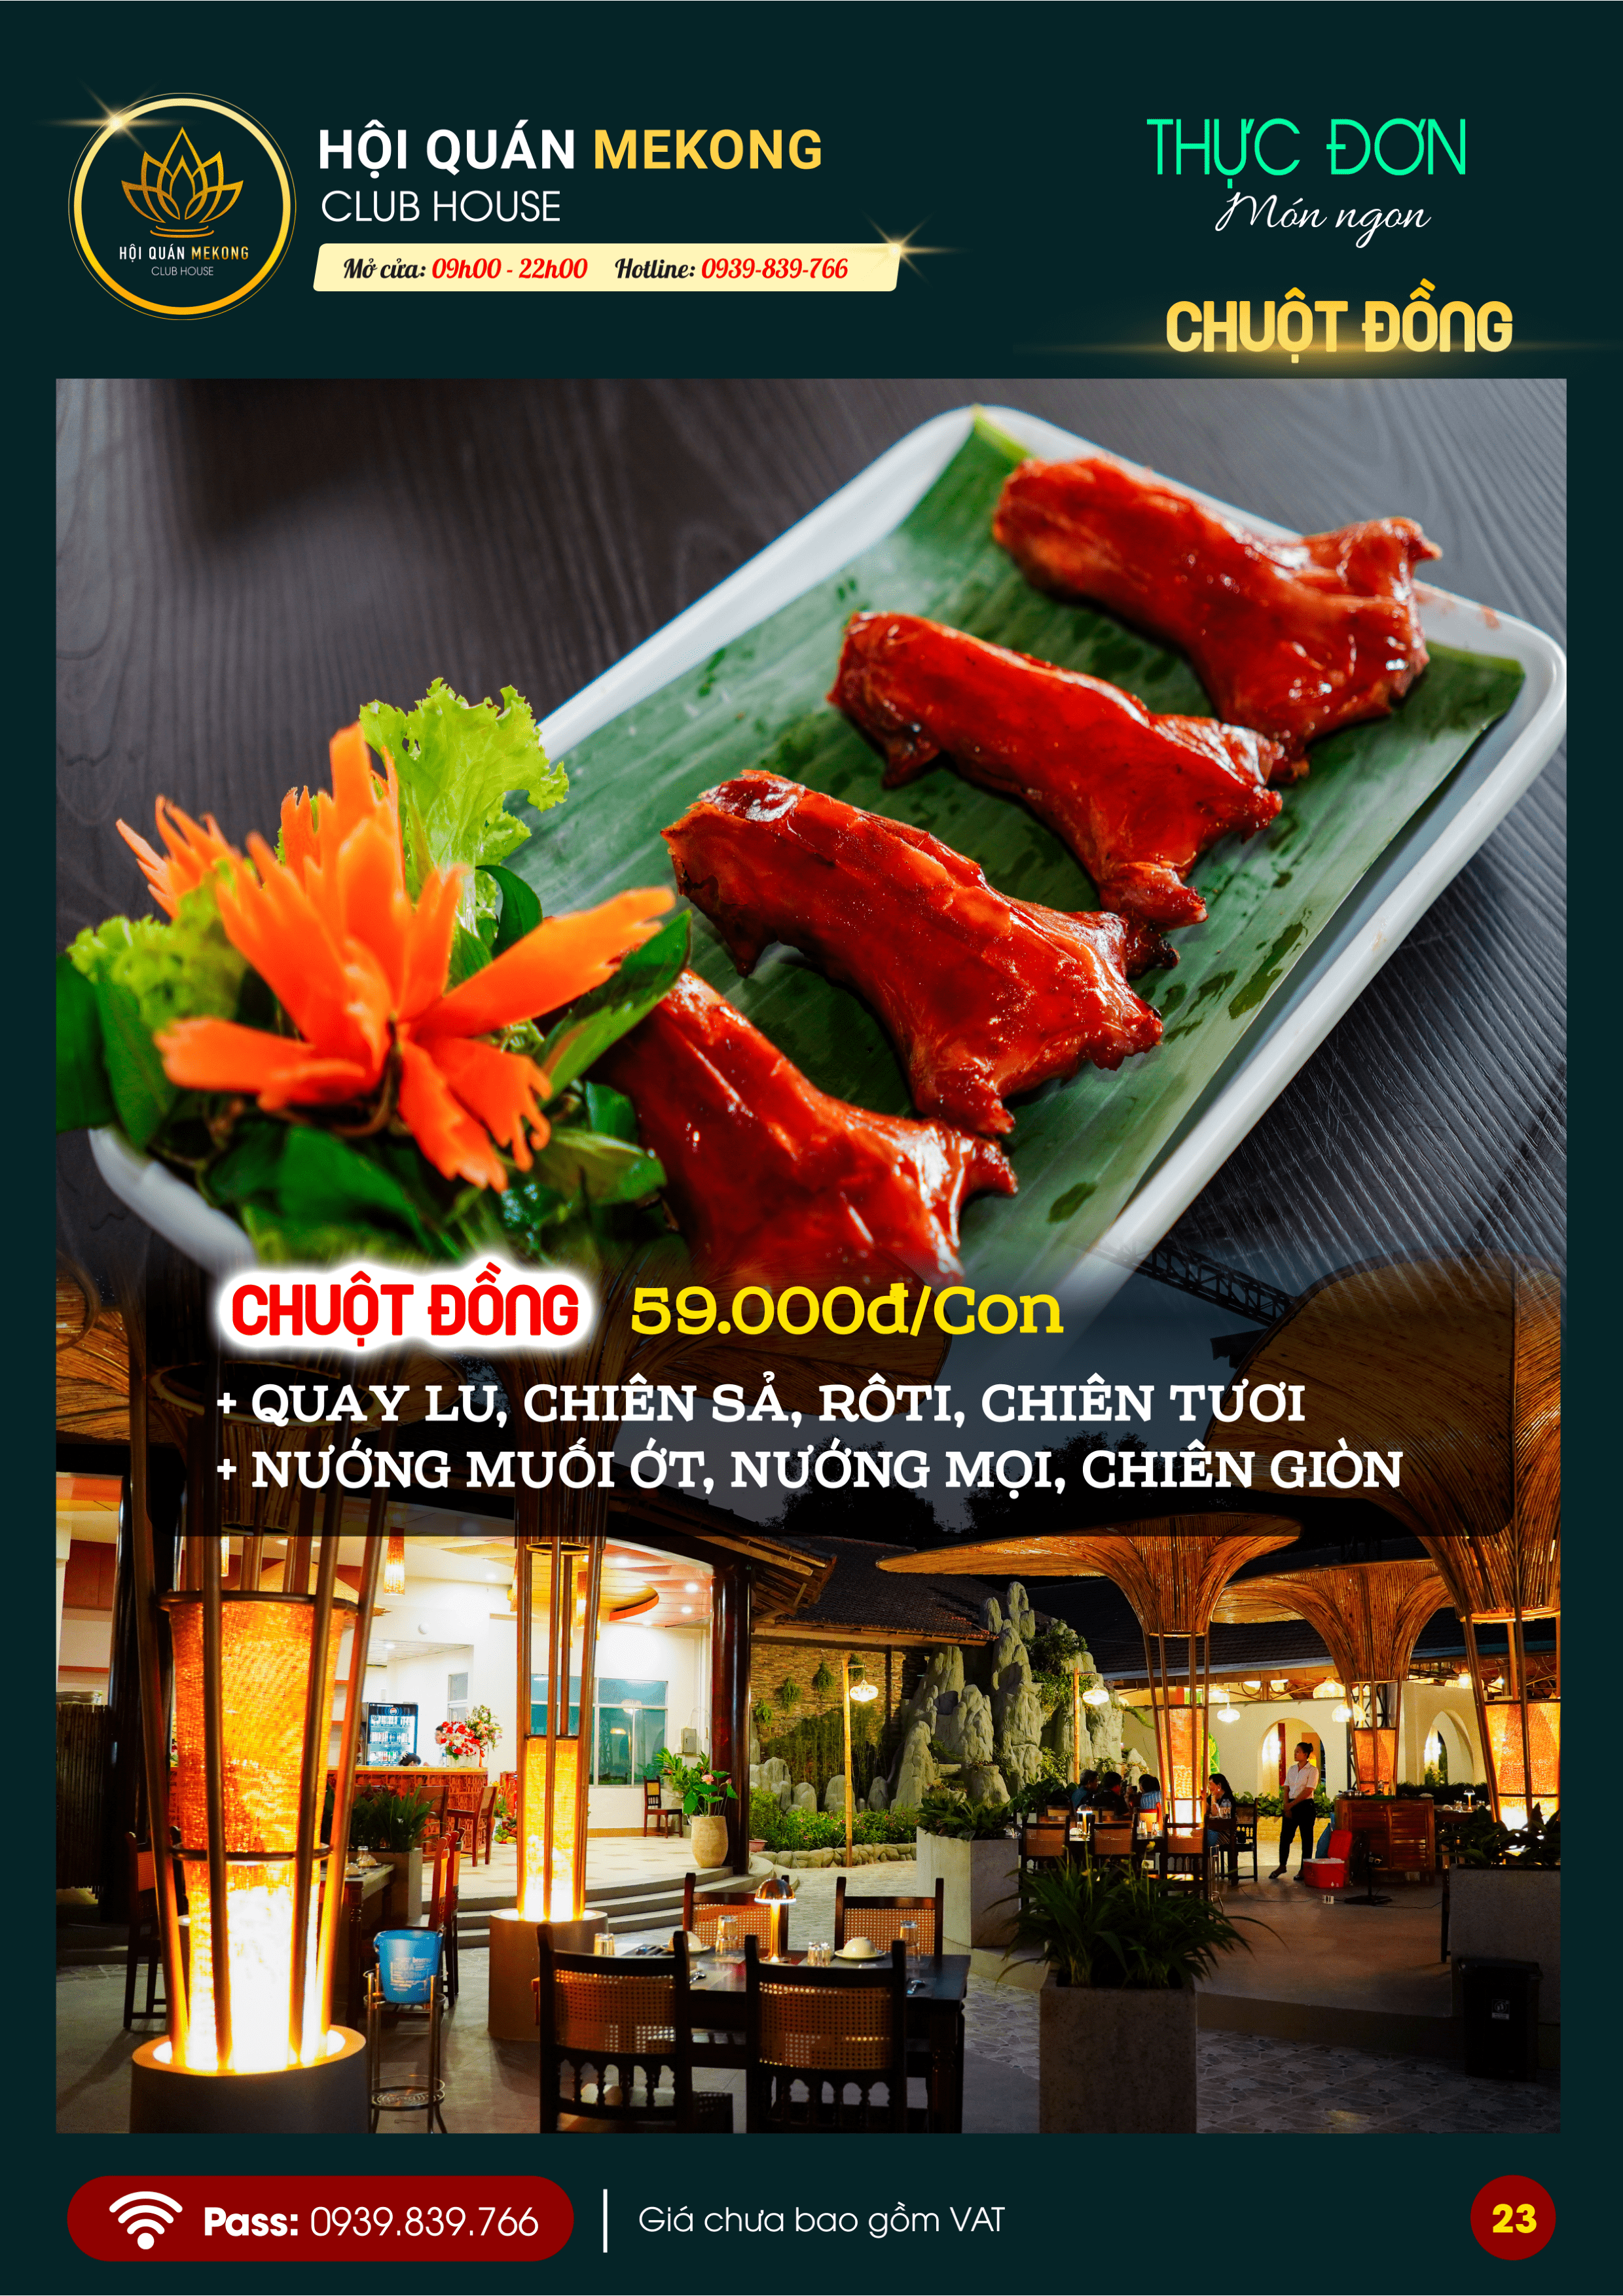 HỘI QUÁN MEKONG
CLUB HOUSE
HỘI QUÁN MEKONG
CLUB HOUSE
Mở cửa: 09h00 - 22h00 Hotline: 0939-839-766
THỰC ĐƠN
Món ngon
CHUỘT ĐỒNG
CHUỘT ĐỒNG 59.000đ/Con
+ QUAY LU, CHIÊN SẢ, RÔTI, CHIÊN TƯƠI
+ NƯỚNG MUỐI ỚT, NƯỚNG MỌI, CHIÊN GIÒN
Pass: 0939.839.766
Giá chưa bao gồm VAT
23